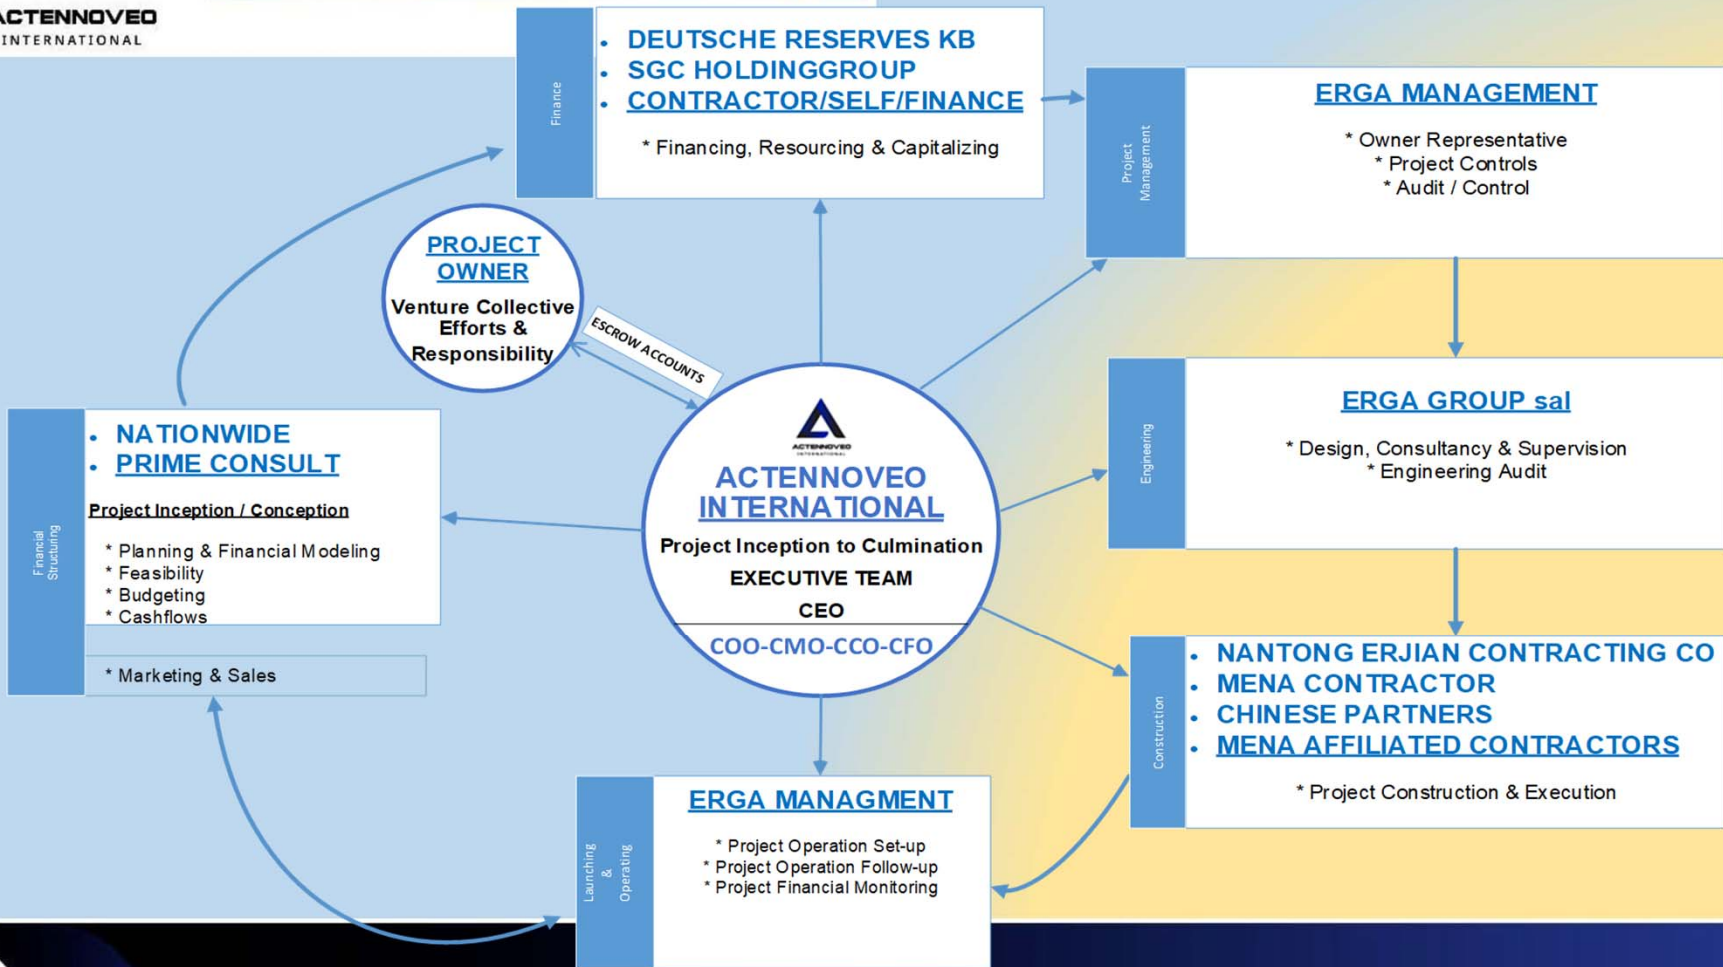 ACTENNOVEO
INTERNATIONAL
Finance
• DEUTSCHE RESERVES KB
• SGC HOLDINGGROUP
• CONTRACTOR/SELF/FINANCE
* Financing, Resourcing & Capitalizing
Project
Management
ERGA MANAGEMENT
* Owner Representative
* Project Controls
* Audit / Control
PROJECT
OWNER
Venture Collective
Efforts &
Responsibility
ESCROW ACCOUNTS
Engineering
ERGA GROUP sal
* Design, Consultancy & Supervision
* Engineering Audit
Financial
Structuring
• NATIONWIDE
• PRIME CONSULT
Project Inception / Conception
* Planning & Financial Modeling
* Feasibility
* Budgeting
* Cashflows
* Marketing & Sales
ACTENNOVEO
INTERNATIONAL
ACTENNOVEO
INTERNATIONAL
Project Inception to Culmination
EXECUTIVE TEAM
CEO
COO-CMO-CCO-CFO
Construction
• NANTONG ERJIAN CONTRACTING CO
• MENA CONTRACTOR
• CHINESE PARTNERS
• MENA AFFILIATED CONTRACTORS
* Project Construction & Execution
Launching
&
Operating
ERGA MANAGMENT
* Project Operation Set-up
* Project Operation Follow-up
* Project Financial Monitoring